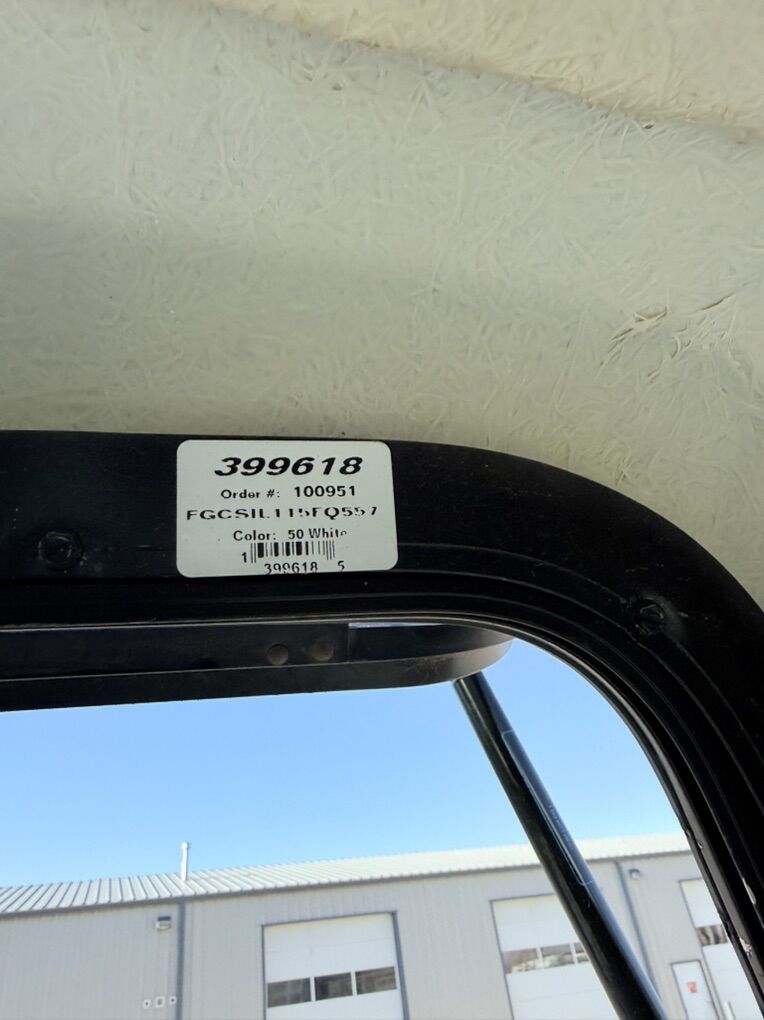 399618
Order #: 100951
FGCSIL115FQ557
Color: 50 White
1 399618 5